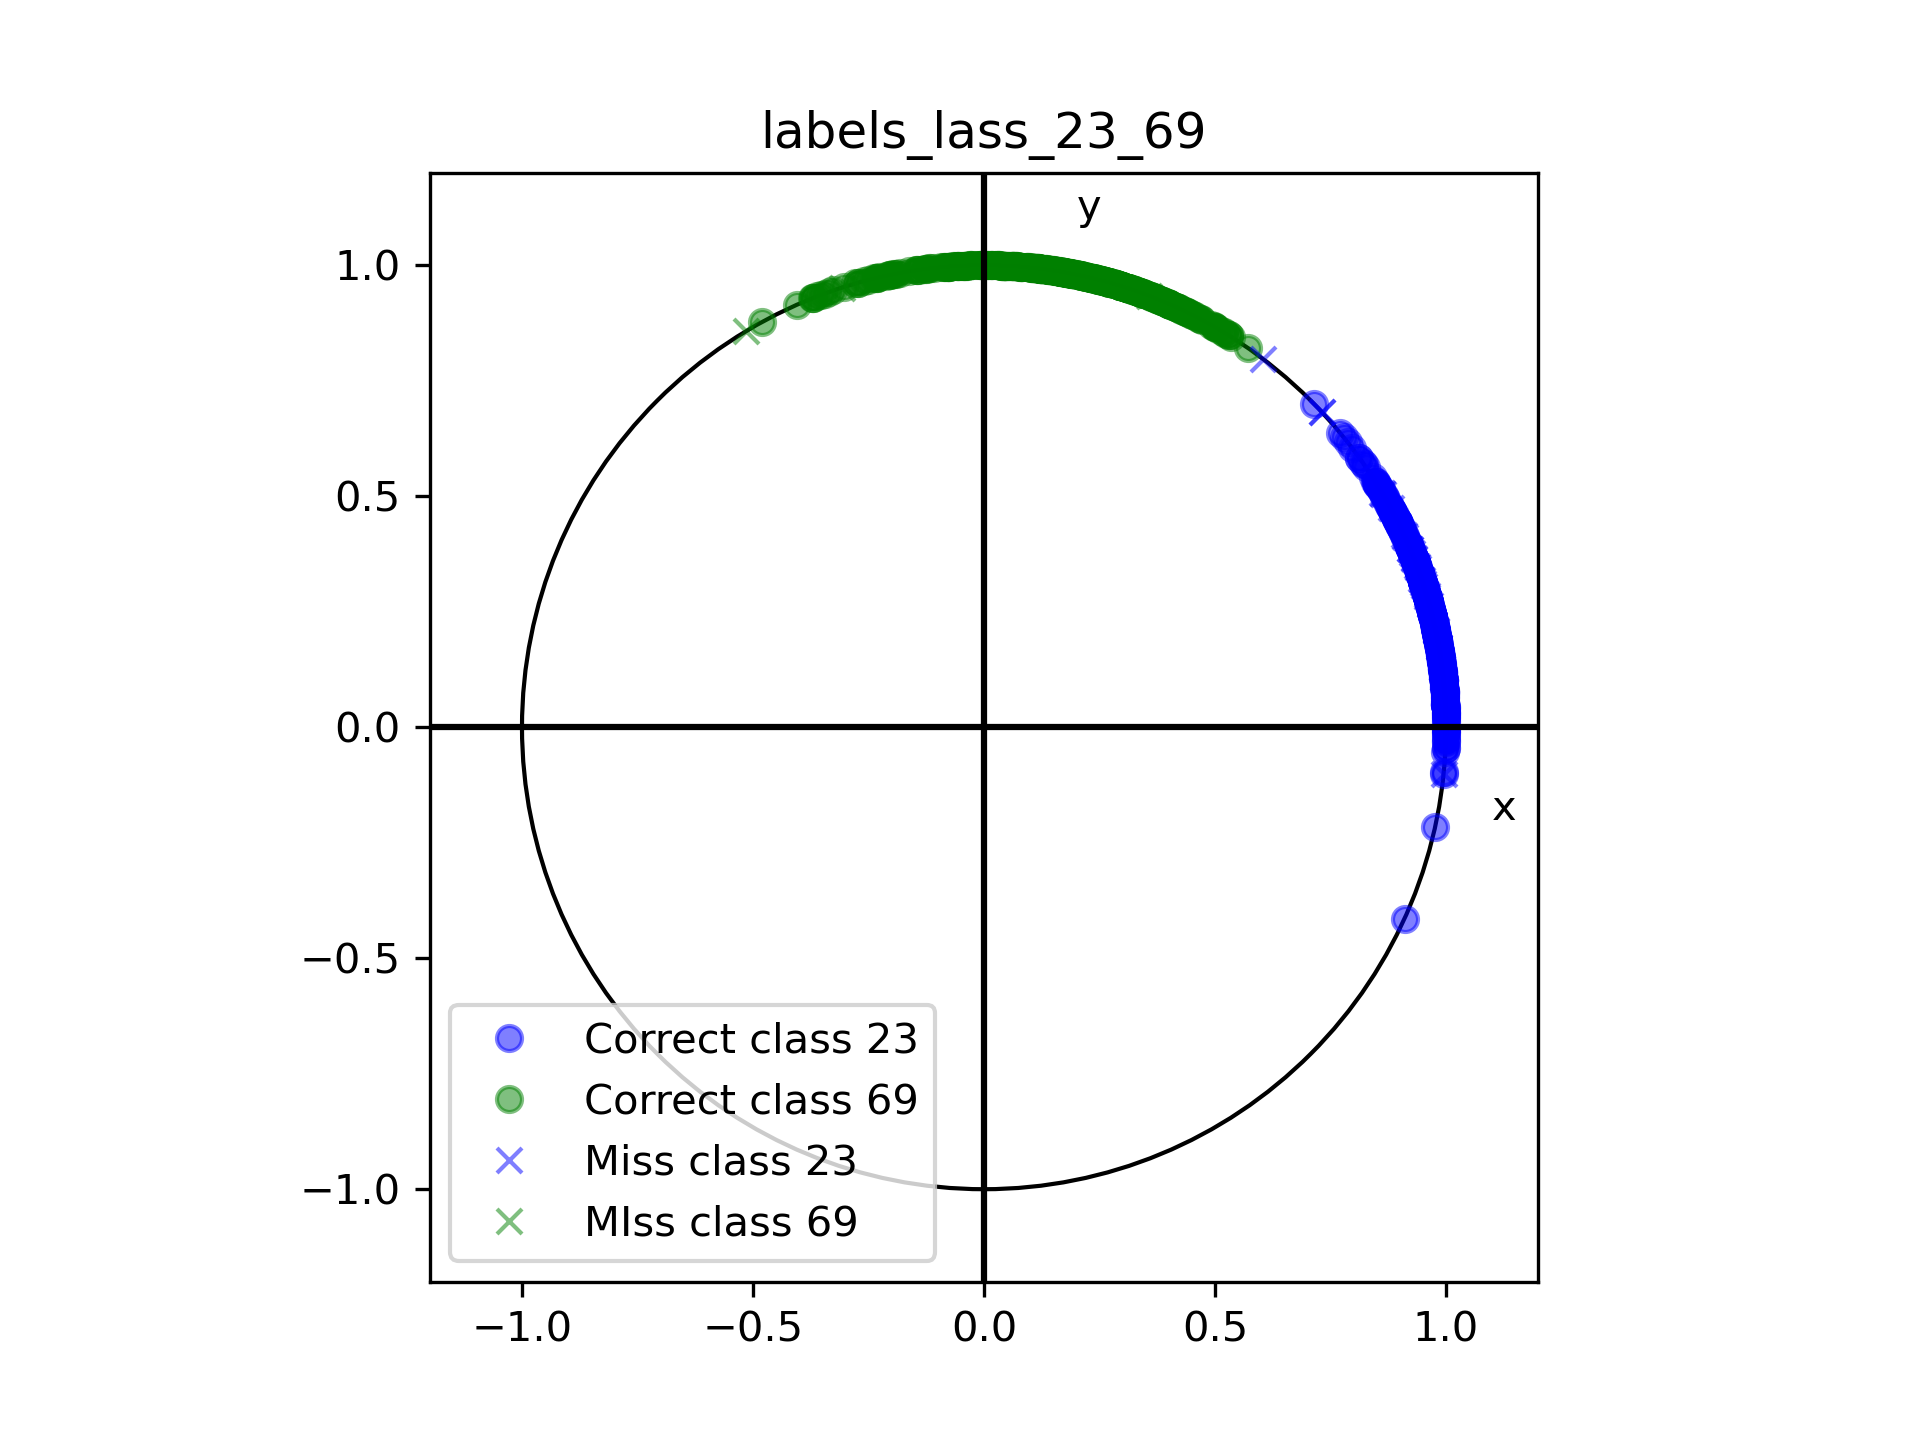 labels_lass_23_69
y
1.0
0.5
0.0
x
−0.5
−1.0
Correct class 23
Correct class 69
Miss class 23
MIss class 69
−1.0 −0.5 0.0 0.5 1.0